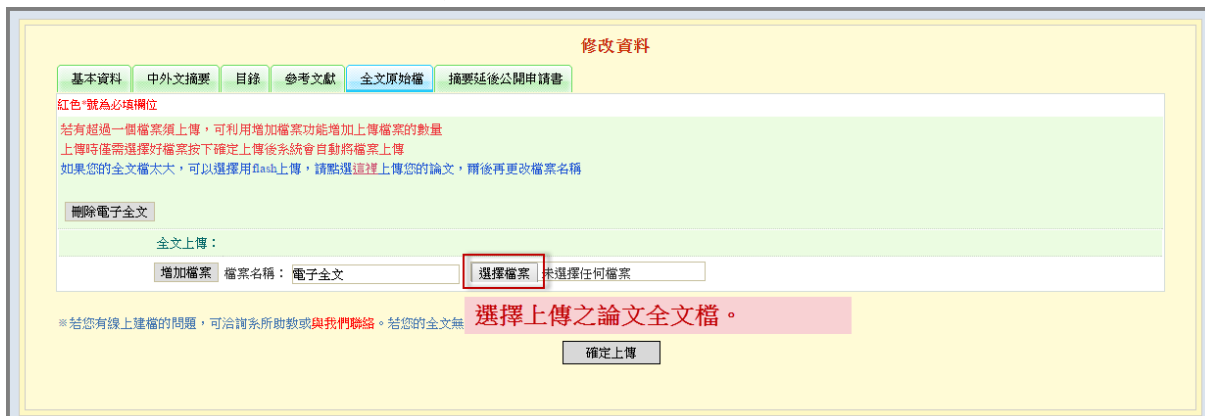 修改資料
基本資料 中外文摘要 目錄 參考文獻 全文原始檔 摘要延後公開申請書
紅色*號為必填欄位
若有超過一個檔案須上傳,可利用增加檔案功能增加上傳檔案的數量
上傳時僅需選擇好檔案按下確定上傳後系統會自動將檔案上傳
如果您的全文檔太大,可以選擇用flash上傳,請點選這裡上傳您的論文,爾後再更改檔案名稱
刪除電子全文
全文上傳:
增加檔案 檔案名稱: 電子全文 選擇檔案 未選擇任何檔案
選擇上傳之論文全文檔。
※若您有線上建檔的問題,可洽詢系所助教或與我們聯絡。若您的全文無
確定上傳